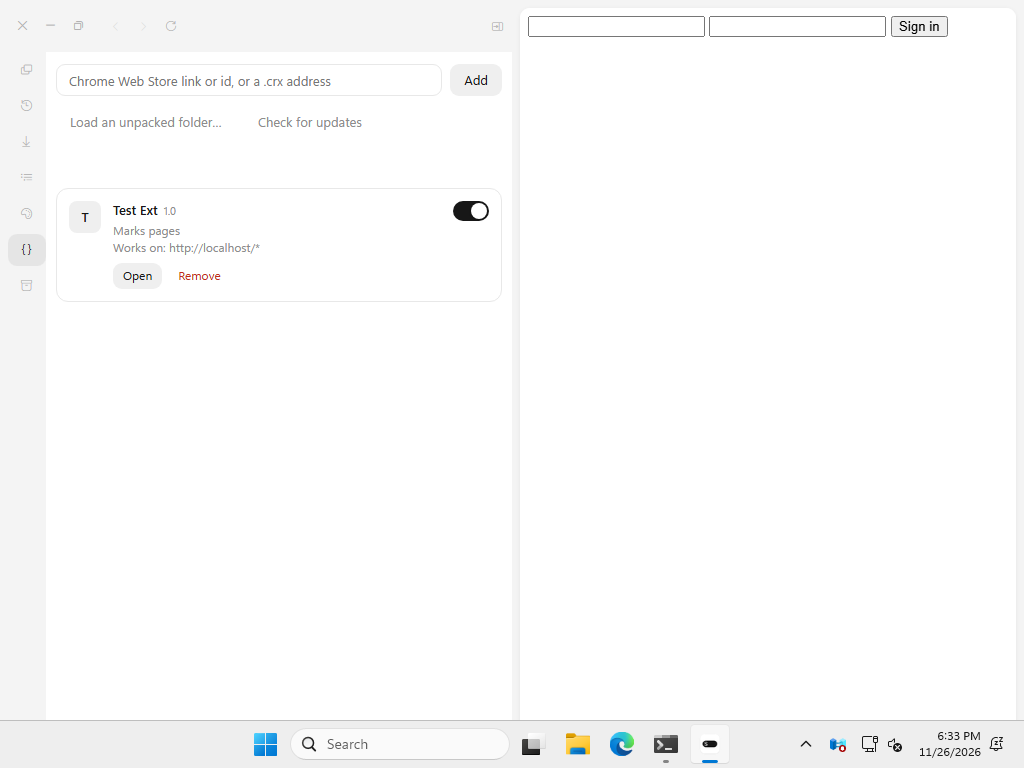 Chrome Web Store link or id, or a .crx address
Add
Load an unpacked folder...
Check for updates
T
Test Ext 1.0
Marks pages
Works on: http://localhost/*
Open
Remove
{}
Sign in
Search
6:33 PM
11/26/2026